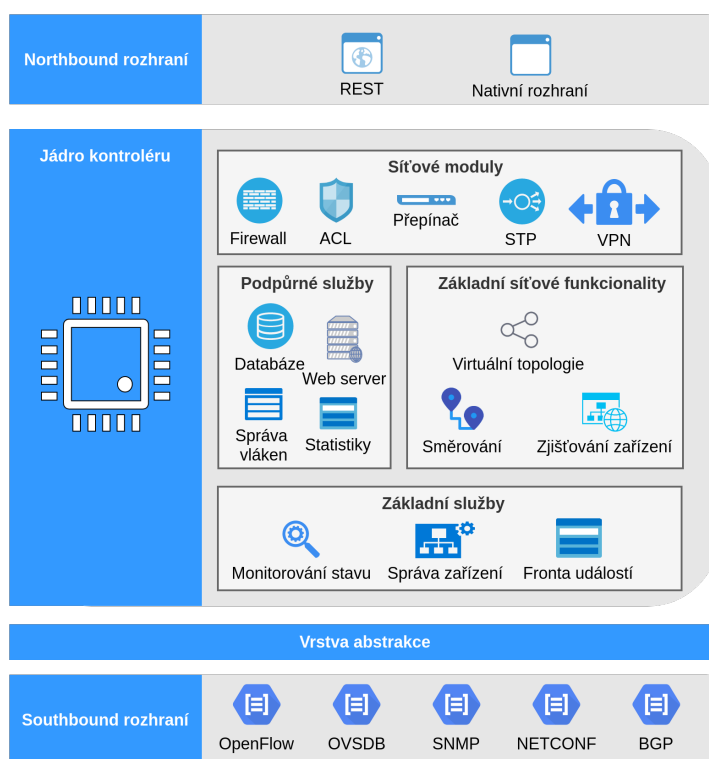 Northbound rozhraní
REST
Nativní rozhraní
Jádro kontroléru
Síťové moduly
Firewall
ACL
Přepínač
STP
VPN
Podpůrné služby
Databáze
Web server
Správa
vláken
Statistiky
Základní síťové funkcionality
Virtuální topologie
Směrování
Zjišťování zařízení
Základní služby
Monitorování stavu
Správa zařízení
Fronta událostí
Vrstva abstrakce
Southbound rozhraní
OpenFlow
OVSDB
SNMP
NETCONF
BGP